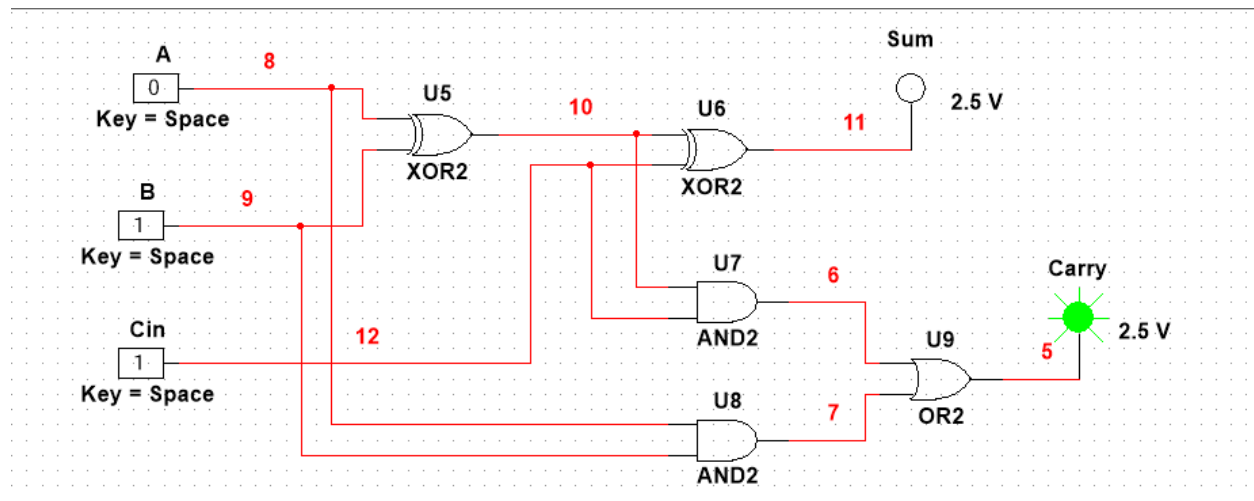 A
0
Key = Space
8
B
1
Key = Space
9
Cin
1
Key = Space
12
U5
XOR2
10
U6
XOR2
11
Sum
2.5 V
U7
AND2
6
U8
AND2
7
U9
OR2
5
Carry
2.5 V